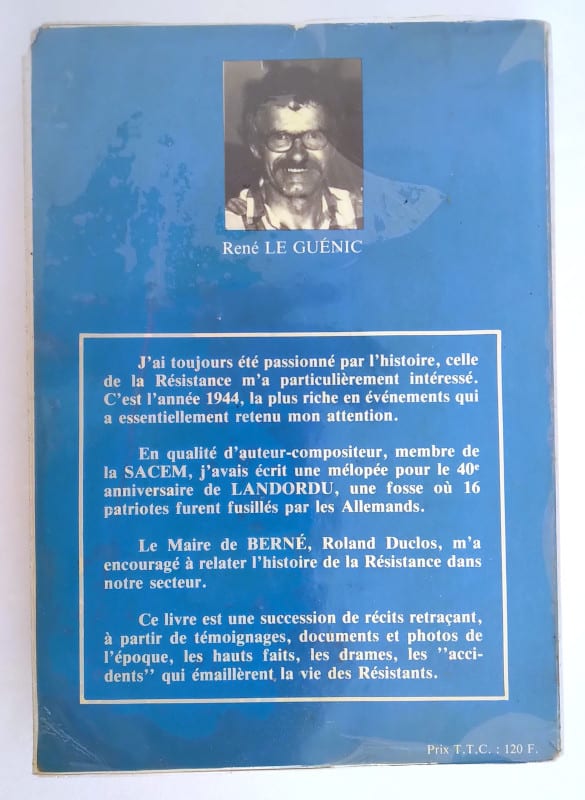 René LE GUÉNIC
J'ai toujours été passionné par l'histoire, celle
de la Résistance m'a particulièrement intéressé.
C'est l'année 1944, la plus riche en événements qui
a essentiellement retenu mon attention.
En qualité d'auteur-compositeur, membre de
la SACEM, j'avais écrit une mélopée pour le 40e
anniversaire de LANDORDU, une fosse où 16
patriotes furent fusillés par les Allemands.
Le Maire de BERNÉ, Roland Duclos, m'a
encouragé à relater l'histoire de la Résistance dans
notre secteur.
Ce livre est une succession de récits retraçant,
à partir de témoignages, documents et photos de
l'époque, les hauts faits, les drames, les ''acci-
dents'' qui émaillèrent la vie des Résistants.
Prix T.T.C. : 120 F.